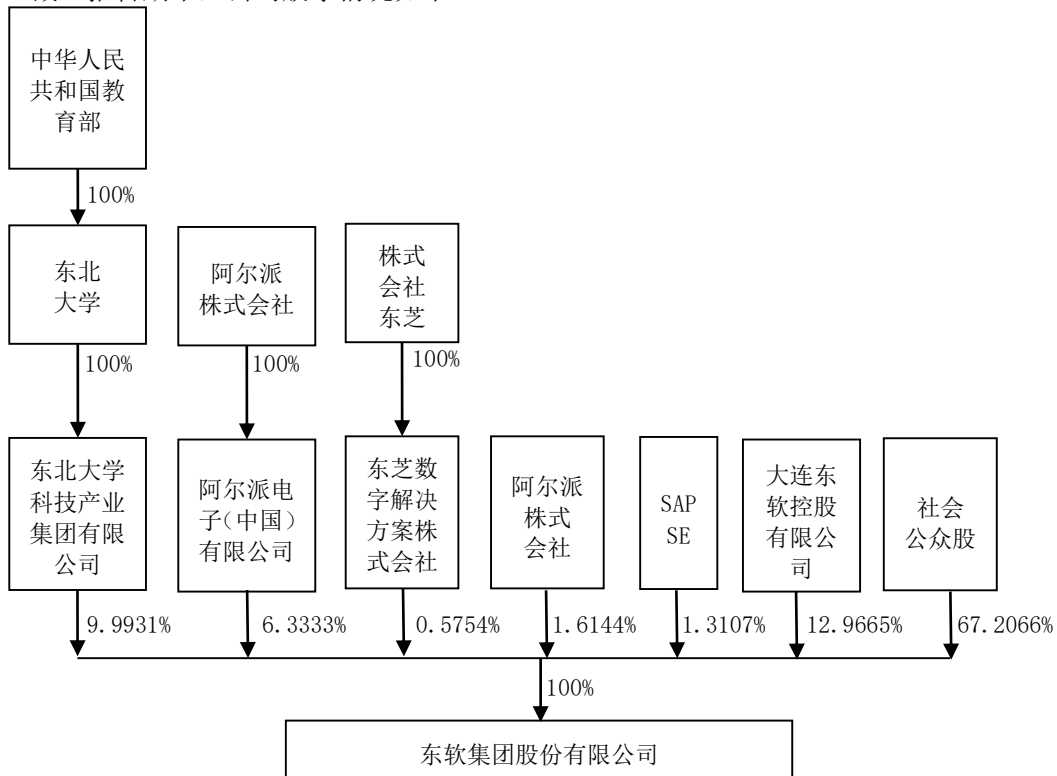 中华人民
共和国教
育部
100%
东北
大学
阿尔派
株式会社
株式
会社
东芝
100%
100%
100%
东北大学
科技产业
集团有限
公司
阿尔派电
子(中国)
有限公司
东芝数
字解决
方案株
式会社
阿尔派
株式
会社
SAP
SE
大连东
软控股
有限公
司
社会
公众股
9.9931%
6.3333%
0.5754%
1.6144%
1.3107%
12.9665%
67.2066%
100%
东软集团股份有限公司